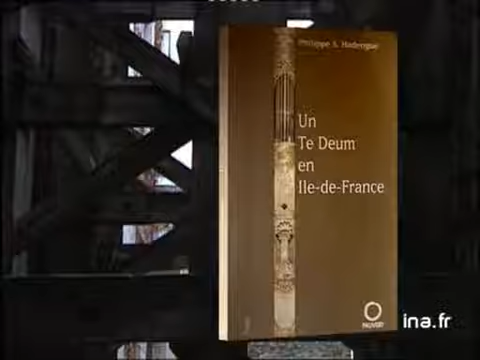 Philippe S. Hadengue
Un
Te Deum
en
Ile-de-France
ina.fr